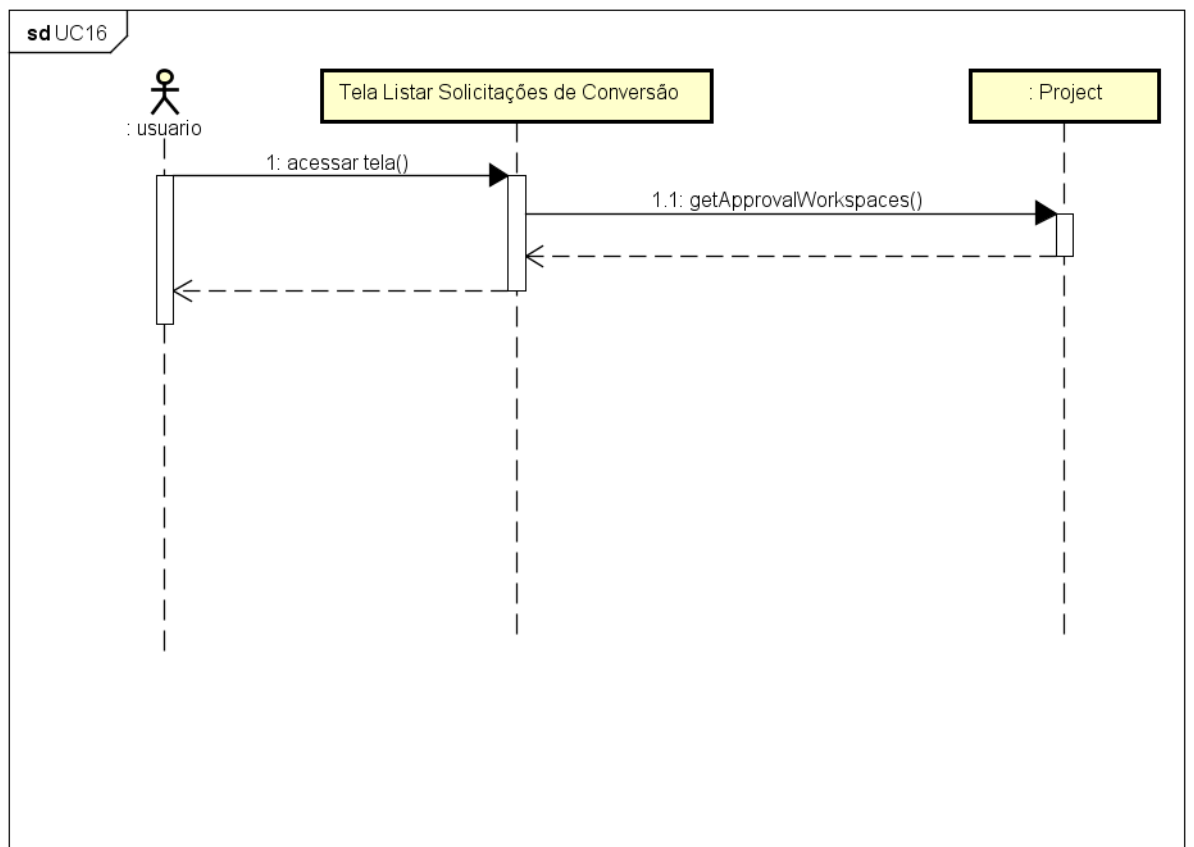 sd UC16
: usuario
Tela Listar Solicitações de Conversão
: Project
1: acessar tela()
1.1: getApprovalWorkspaces()